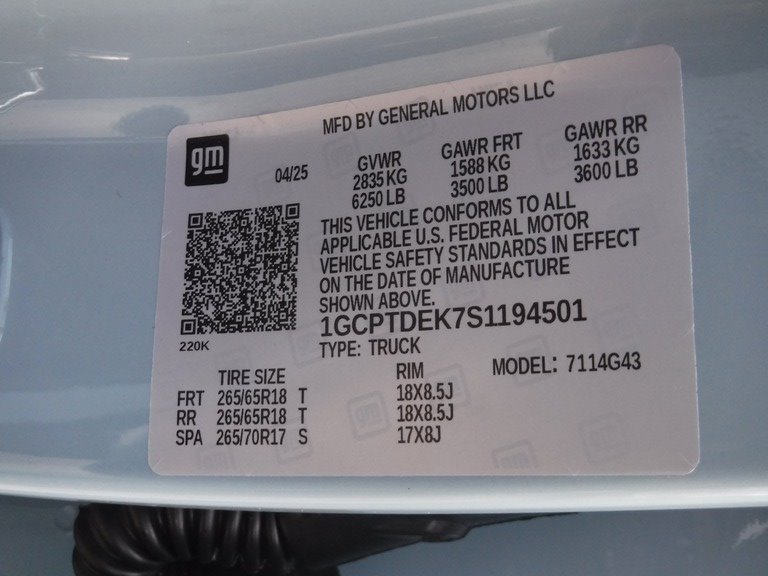 MFD BY GENERAL MOTORS LLC
gm
04/25
GVWR GAWR FRT GAWR RR
2835 KG 1588 KG 1633 KG
6250 LB 3500 LB 3600 LB
THIS VEHICLE CONFORMS TO ALL
APPLICABLE U.S. FEDERAL MOTOR
VEHICLE SAFETY STANDARDS IN EFFECT
ON THE DATE OF MANUFACTURE
SHOWN ABOVE.
1GCPTDEK7S1194501
220K
TYPE: TRUCK
MODEL: 7114G43
TIRE SIZE RIM
FRT 265/65R18 T 18X8.5J
RR 265/65R18 T 18X8.5J
SPA 265/70R17 S 17X8J